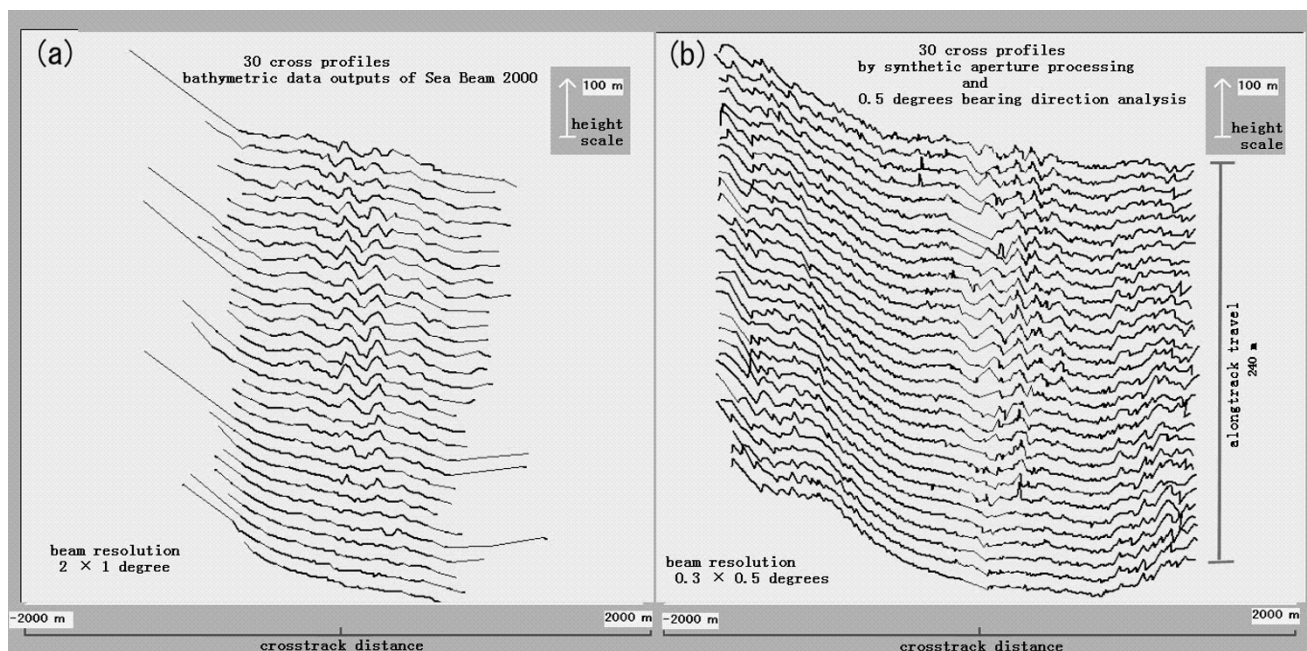 (a)
30 cross profiles
bathymetric data outputs of Sea Beam 2000
100 m
height
scale
beam resolution
2 × 1 degree
-2000 m
2000 m
crosstrack distance
(b)
30 cross profiles
by synthetic aperture processing
and
0.5 degrees bearing direction analysis
100 m
height
scale
alongtrack travel
240 m
beam resolution
0.3 × 0.5 degrees
-2000 m
2000 m
crosstrack distance